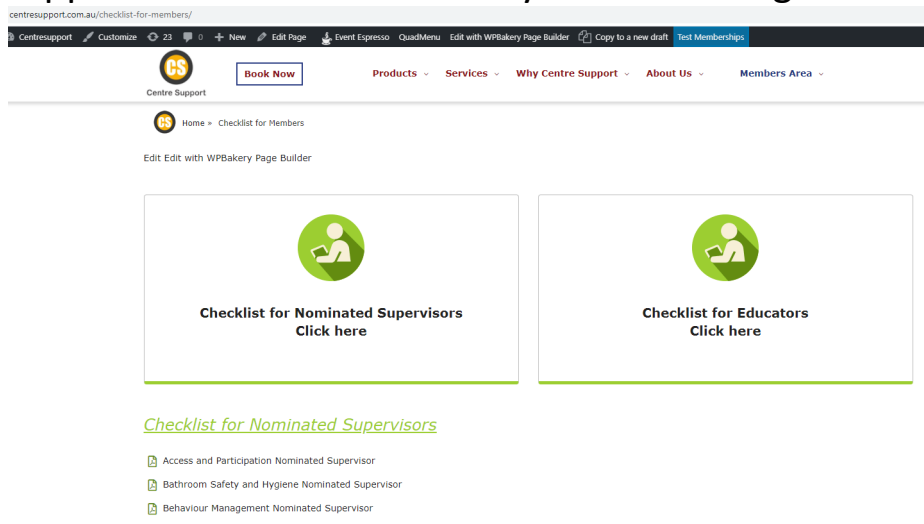 centresupport.com.au/checklist-for-members/
Centresupport Customize 23 0 New Edit Page Event Espresso QuadMenu Edit with WPBakery Page Builder Copy to a new draft Test Memberships
CS
Centre Support
Book Now
Products Services Why Centre Support About Us Members Area
CS Home » Checklist for Members
Edit Edit with WPBakery Page Builder
Checklist for Nominated Supervisors
Click here
Checklist for Educators
Click here
Checklist for Nominated Supervisors
Access and Participation Nominated Supervisor
Bathroom Safety and Hygiene Nominated Supervisor
Behaviour Management Nominated Supervisor